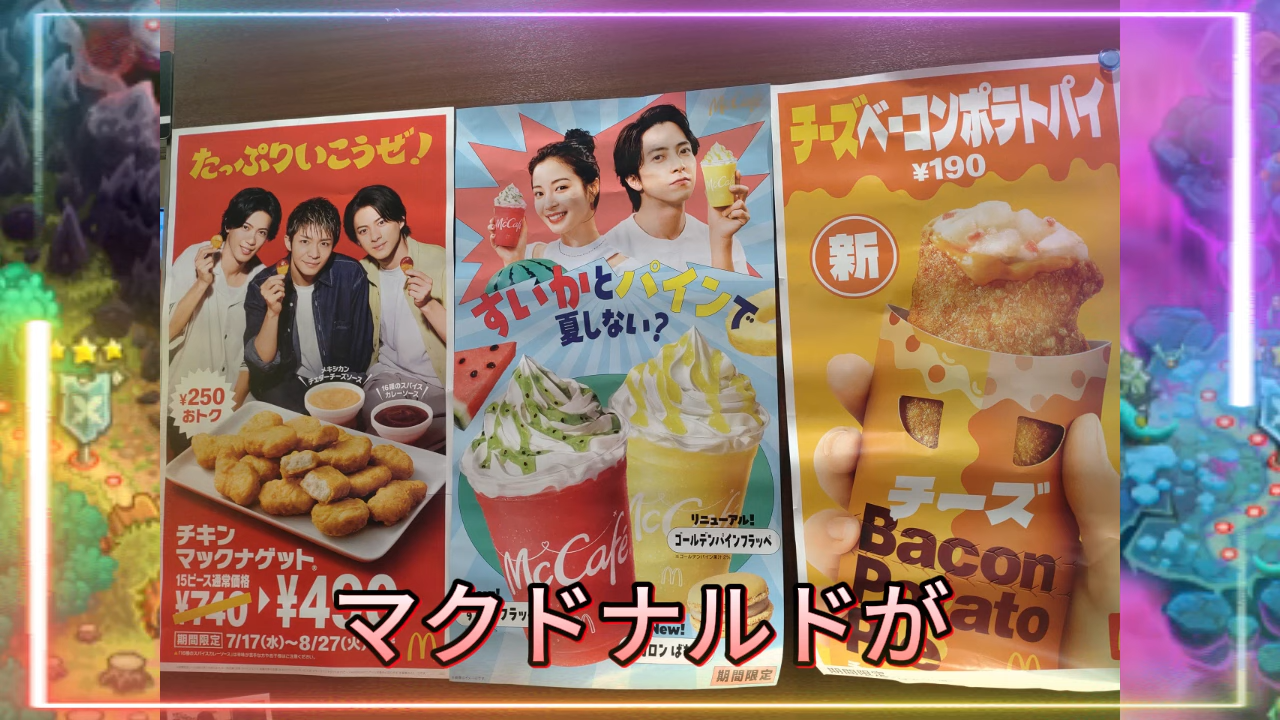 たっぷりいこうぜ!
メキシカン
チェダーチーズソース
16種のスパイス
カレーソース
¥250
おトク
チキン
マックナゲット®
15ピース通常価格
¥740
¥490
期間限定 7/17(水)~8/27(火)
McCafé
すいかとパインで
夏しない?
McCafé
McCafé
リニューアル!
ゴールデンパインフラッペ
New!
期間限定
チーズベーコンポテトパイ
¥190
新
チーズ
Bacon
Potato
Pie
マクドナルドが